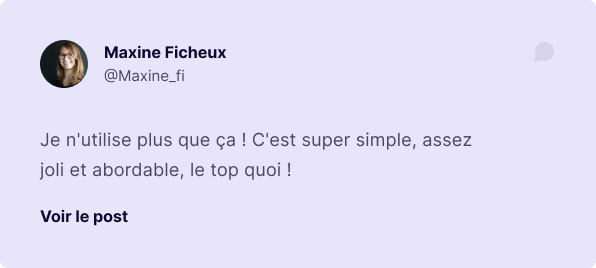 Maxine Ficheux
@Maxine_fi
Je n'utilise plus que ça ! C'est super simple, assez
joli et abordable, le top quoi !
Voir le post